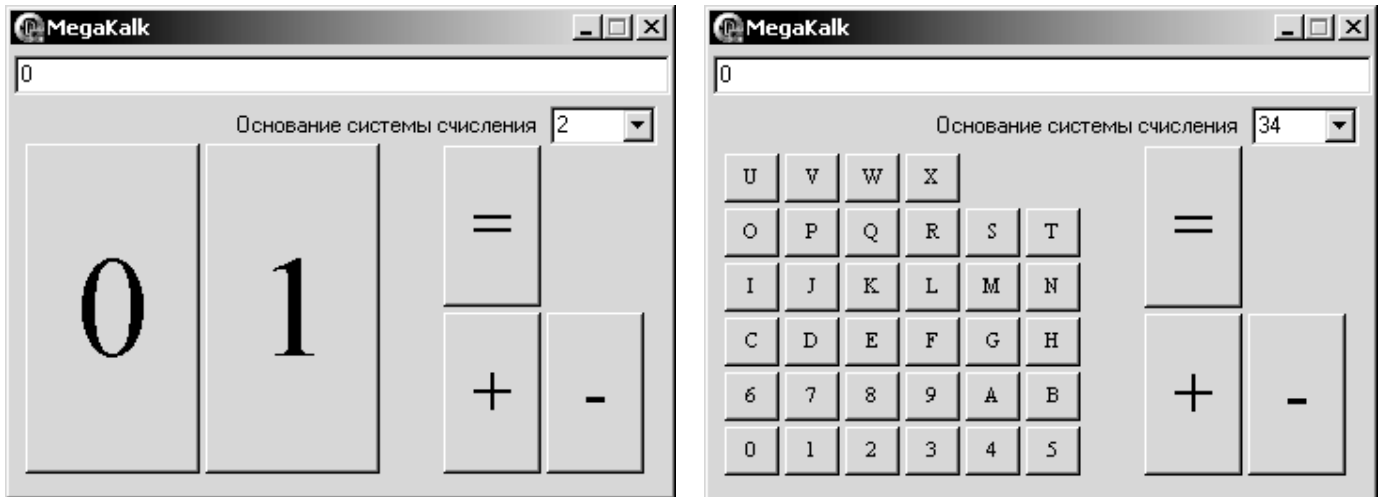 MegaKalk
0
Основание системы счисления 2
0 1
=
+ -
MegaKalk
0
Основание системы счисления 34
U V W X
=
O P Q R S T
I J K L M N
C D E F G H
6 7 8 9 A B
+ -
0 1 2 3 4 5